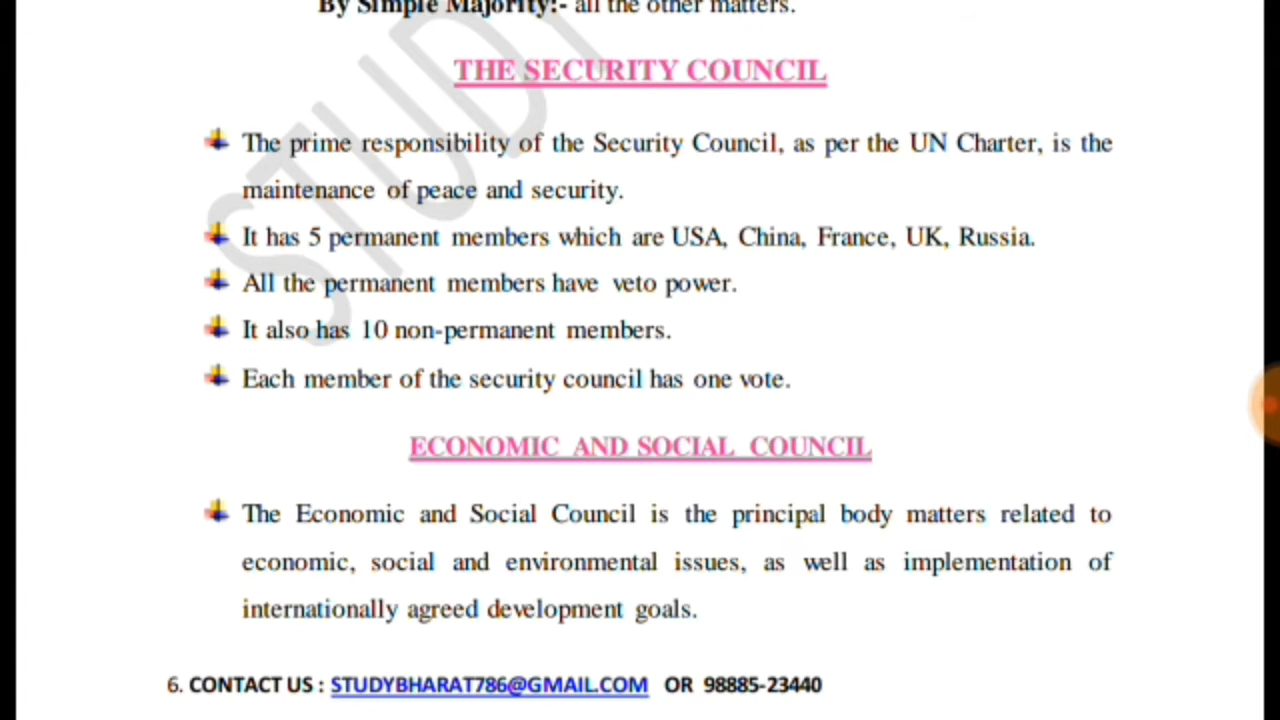 By Simple Majority:- all the other matters.
THE SECURITY COUNCIL
The prime responsibility of the Security Council, as per the UN Charter, is the
maintenance of peace and security.
It has 5 permanent members which are USA, China, France, UK, Russia.
All the permanent members have veto power.
It also has 10 non-permanent members.
Each member of the security council has one vote.
ECONOMIC AND SOCIAL COUNCIL
The Economic and Social Council is the principal body matters related to
economic, social and environmental issues, as well as implementation of
internationally agreed development goals.
6. CONTACT US : STUDYBHARAT786@GMAIL.COM OR 98885-23440
STUDY